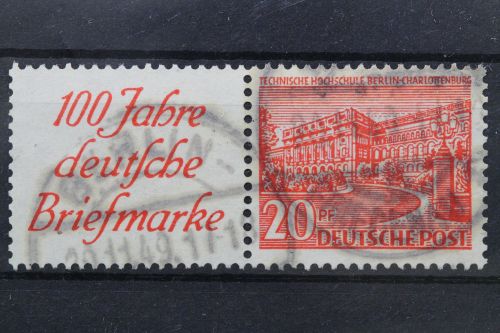 100 Jahre
deutſche
Briefmarke
TECHNISCHE HOCHSCHULE BERLIN-CHARLOTTENBURG
20 PF
DEUTSCHE POST